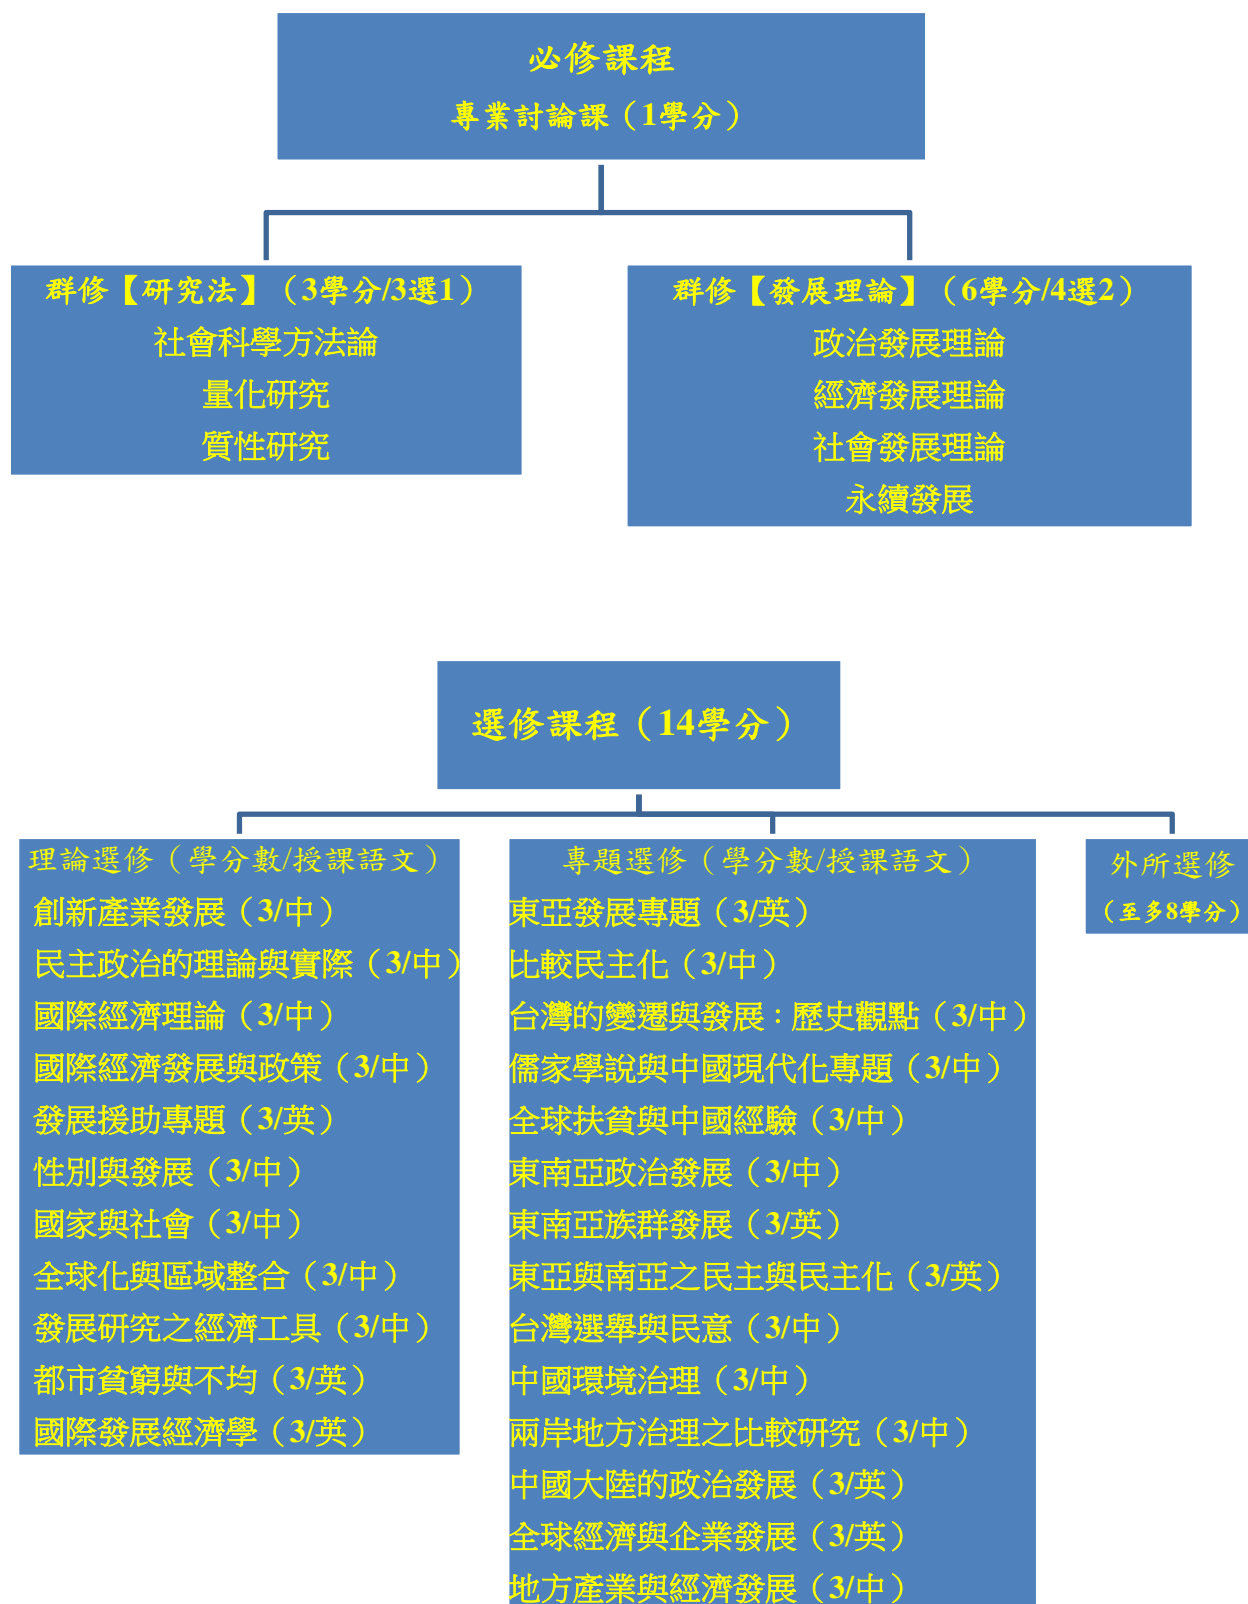 必修課程
專業討論課（1學分）
群修【研究法】（3學分/3選1）
社會科學方法論
量化研究
質性研究
群修【發展理論】（6學分/4選2）
政治發展理論
經濟發展理論
社會發展理論
永續發展
選修課程（14學分）
理論選修（學分數/授課語文）
創新產業發展（3/中）
民主政治的理論與實際（3/中）
國際經濟理論（3/中）
國際經濟發展與政策（3/中）
發展援助專題（3/英）
性別與發展（3/中）
國家與社會（3/中）
全球化與區域整合（3/中）
發展研究之經濟工具（3/中）
都市貧窮與不均（3/英）
國際發展經濟學（3/英）
專題選修（學分數/授課語文）
東亞發展專題（3/英）
比較民主化（3/中）
台灣的變遷與發展：歷史觀點（3/中）
儒家學說與中國現代化專題（3/中）
全球扶貧與中國經驗（3/中）
東南亞政治發展（3/中）
東南亞族群發展（3/英）
東亞與南亞之民主與民主化（3/英）
台灣選舉與民意（3/中）
中國環境治理（3/中）
兩岸地方治理之比較研究（3/中）
中國大陸的政治發展（3/英）
全球經濟與企業發展（3/英）
地方產業與經濟發展（3/中）
外所選修
（至多8學分）